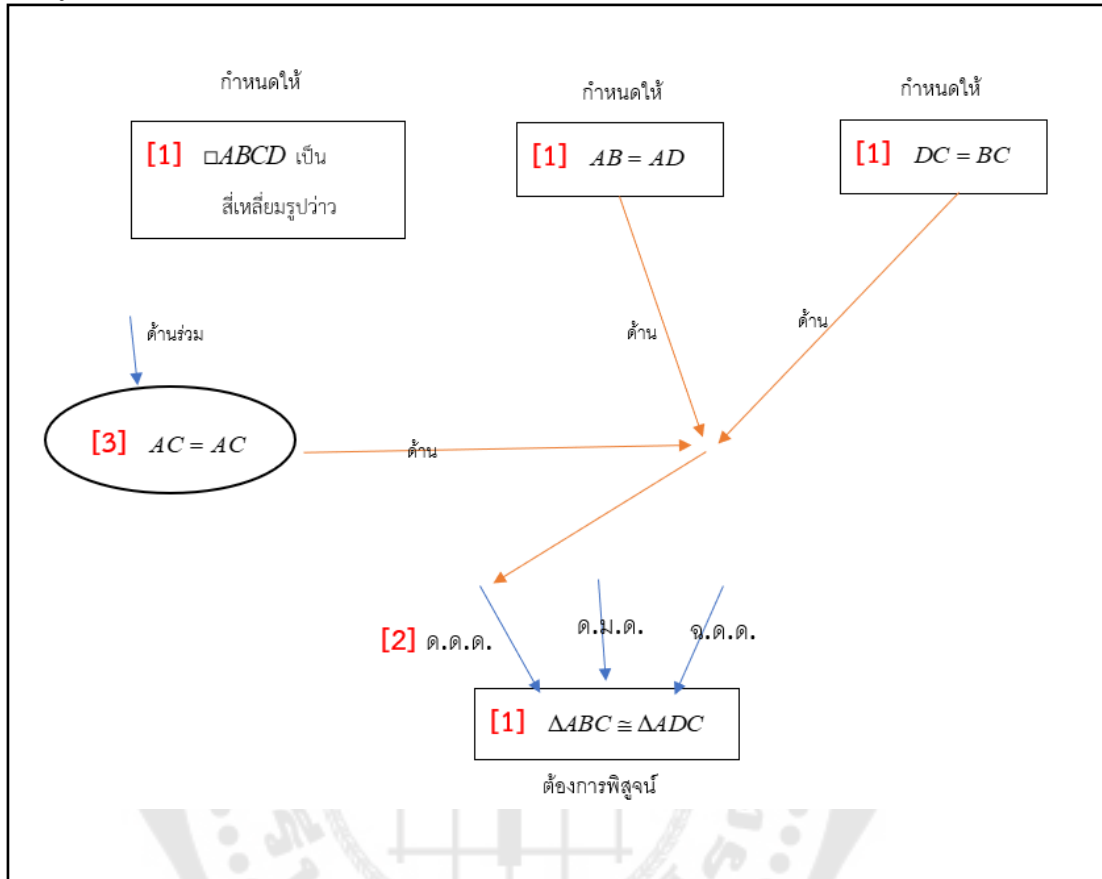 กำหนดให้
กำหนดให้
กำหนดให้
[1] □ABCD เป็น
สี่เหลี่ยมรูปว่าว
[1] AB = AD
[1] DC = BC
ด้านร่วม
ด้าน
ด้าน
[3] AC = AC
ด้าน
[2] ด.ด.ด.
ด.ม.ด.
ฉ.ด.ด.
[1] ΔABC ≅ ΔADC
ต้องการพิสูจน์